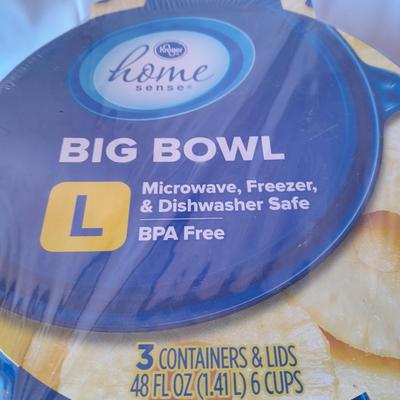 Kroger
home
sense®
BIG BOWL
L
Microwave, Freezer,
& Dishwasher Safe
BPA Free
3 CONTAINERS & LIDS
48 FL OZ (1.41 L) 6 CUPS